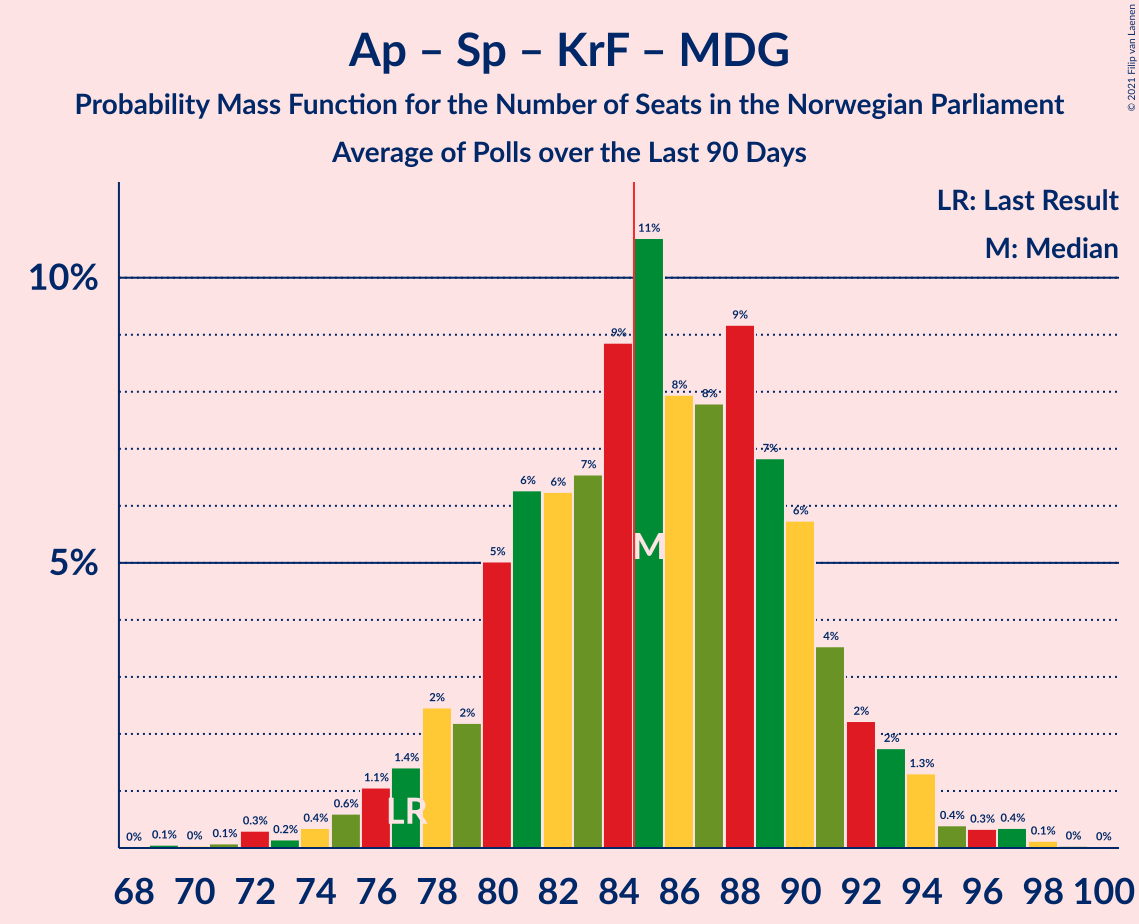 Ap – Sp – KrF – MDG
Probability Mass Function for the Number of Seats in the Norwegian Parliament
Average of Polls over the Last 90 Days
© 2021 Filip van Laenen
LR: Last Result
M: Median
10%
5%
0% 0.1% 0% 0.1% 0.3% 0.2% 0.4% 0.6% 1.1% 1.4% 2% 2% 5% 6% 6% 7% 9% 11% 8% 8% 9% 7% 6% 4% 2% 2% 1.3% 0.4% 0.3% 0.4% 0.1% 0% 0%
M
LR
68 70 72 74 76 78 80 82 84 86 88 90 92 94 96 98 100